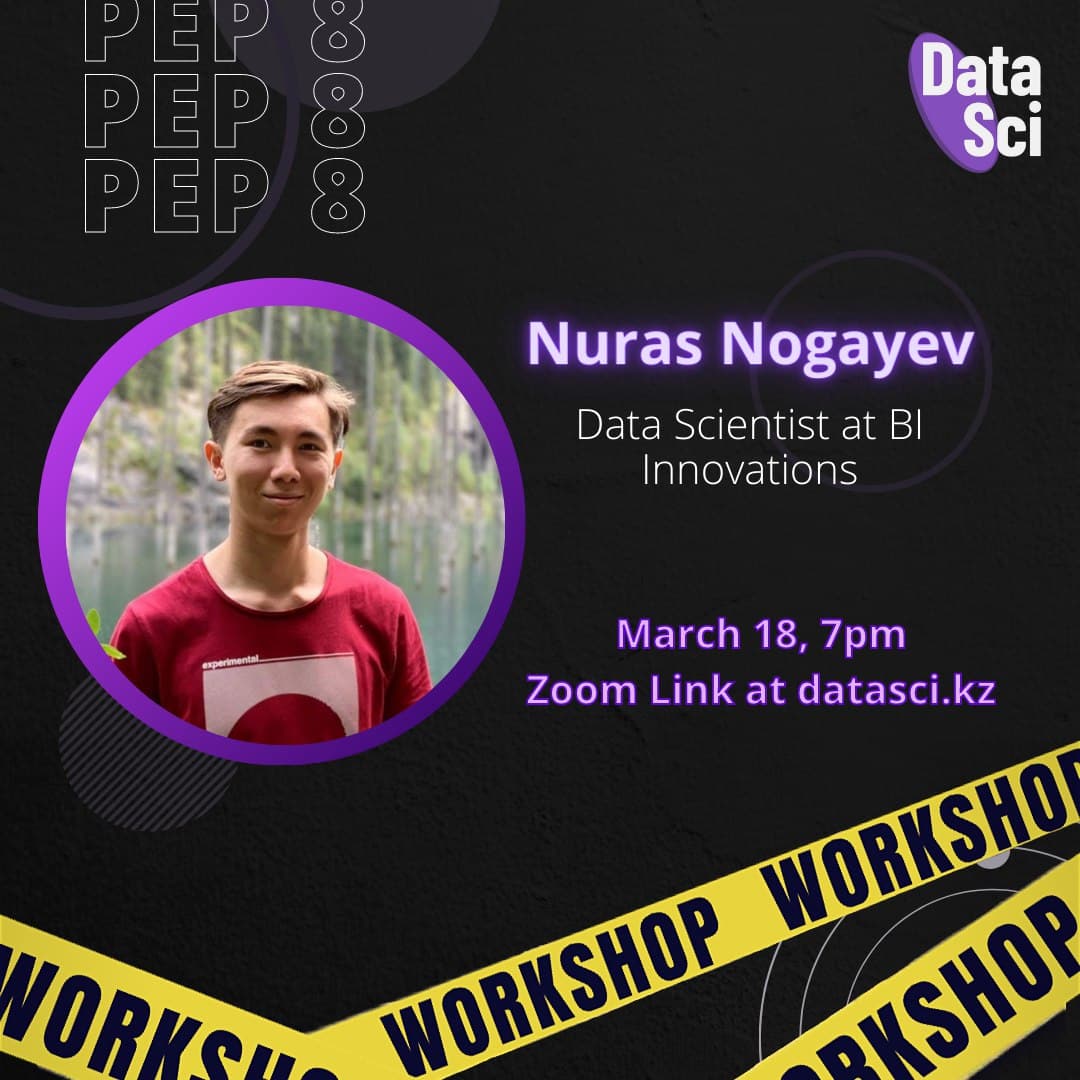 PEP 8
PEP 8
PEP 8
Data
Sci
Nuras Nogayev
Data Scientist at BI
Innovations
experimental
March 18, 7pm
Zoom Link at datasci.kz
WORKSHOP
WORKSHOP
WORKSHOP
WORKSHOP